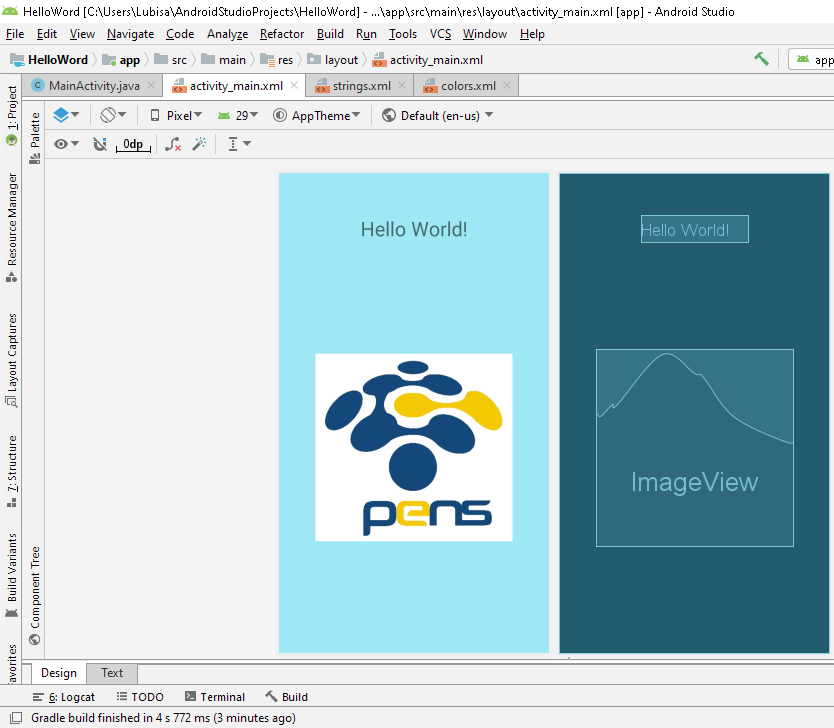 HelloWord [C:\Users\Lubisa\AndroidStudioProjects\HelloWord] - ...\app\src\main\res\layout\activity_main.xml [app] - Android Studio
File Edit View Navigate Code Analyze Refactor Build Run Tools VCS Window Help
HelloWord app src main res layout activity_main.xml app
MainActivity.java activity_main.xml strings.xml colors.xml
1: Project
Resource Manager
Layout Captures
7: Structure
Build Variants
avorites
Palette
Component Tree
Pixel 29 AppTheme Default (en-us)
0dp
Hello World!
pens
Hello World!
ImageView
Design Text
6: Logcat TODO Terminal Build
Gradle build finished in 4 s 772 ms (3 minutes ago)